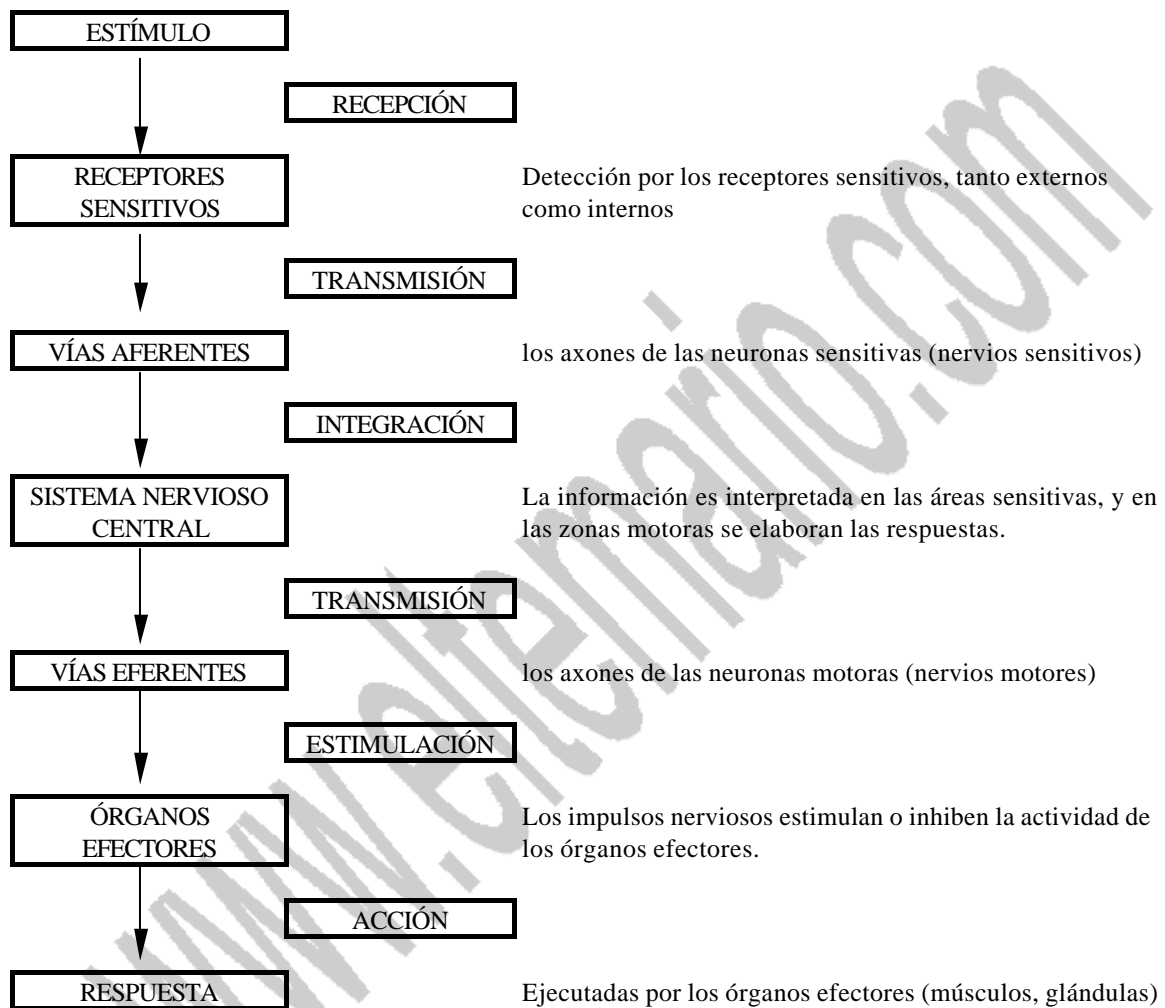 ESTÍMULO
RECEPCIÓN
RECEPTORES
SENSITIVOS
Detección por los receptores sensitivos, tanto externos
como internos
TRANSMISIÓN
VÍAS AFERENTES
los axones de las neuronas sensitivas (nervios sensitivos)
INTEGRACIÓN
SISTEMA NERVIOSO
CENTRAL
La información es interpretada en las áreas sensitivas, y en
las zonas motoras se elaboran las respuestas.
TRANSMISIÓN
VÍAS EFERENTES
los axones de las neuronas motoras (nervios motores)
ESTIMULACIÓN
ÓRGANOS
EFECTORES
Los impulsos nerviosos estimulan o inhiben la actividad de
los órganos efectores.
ACCIÓN
RESPUESTA
Ejecutadas por los órganos efectores (músculos, glándulas)
www.eltemario.com